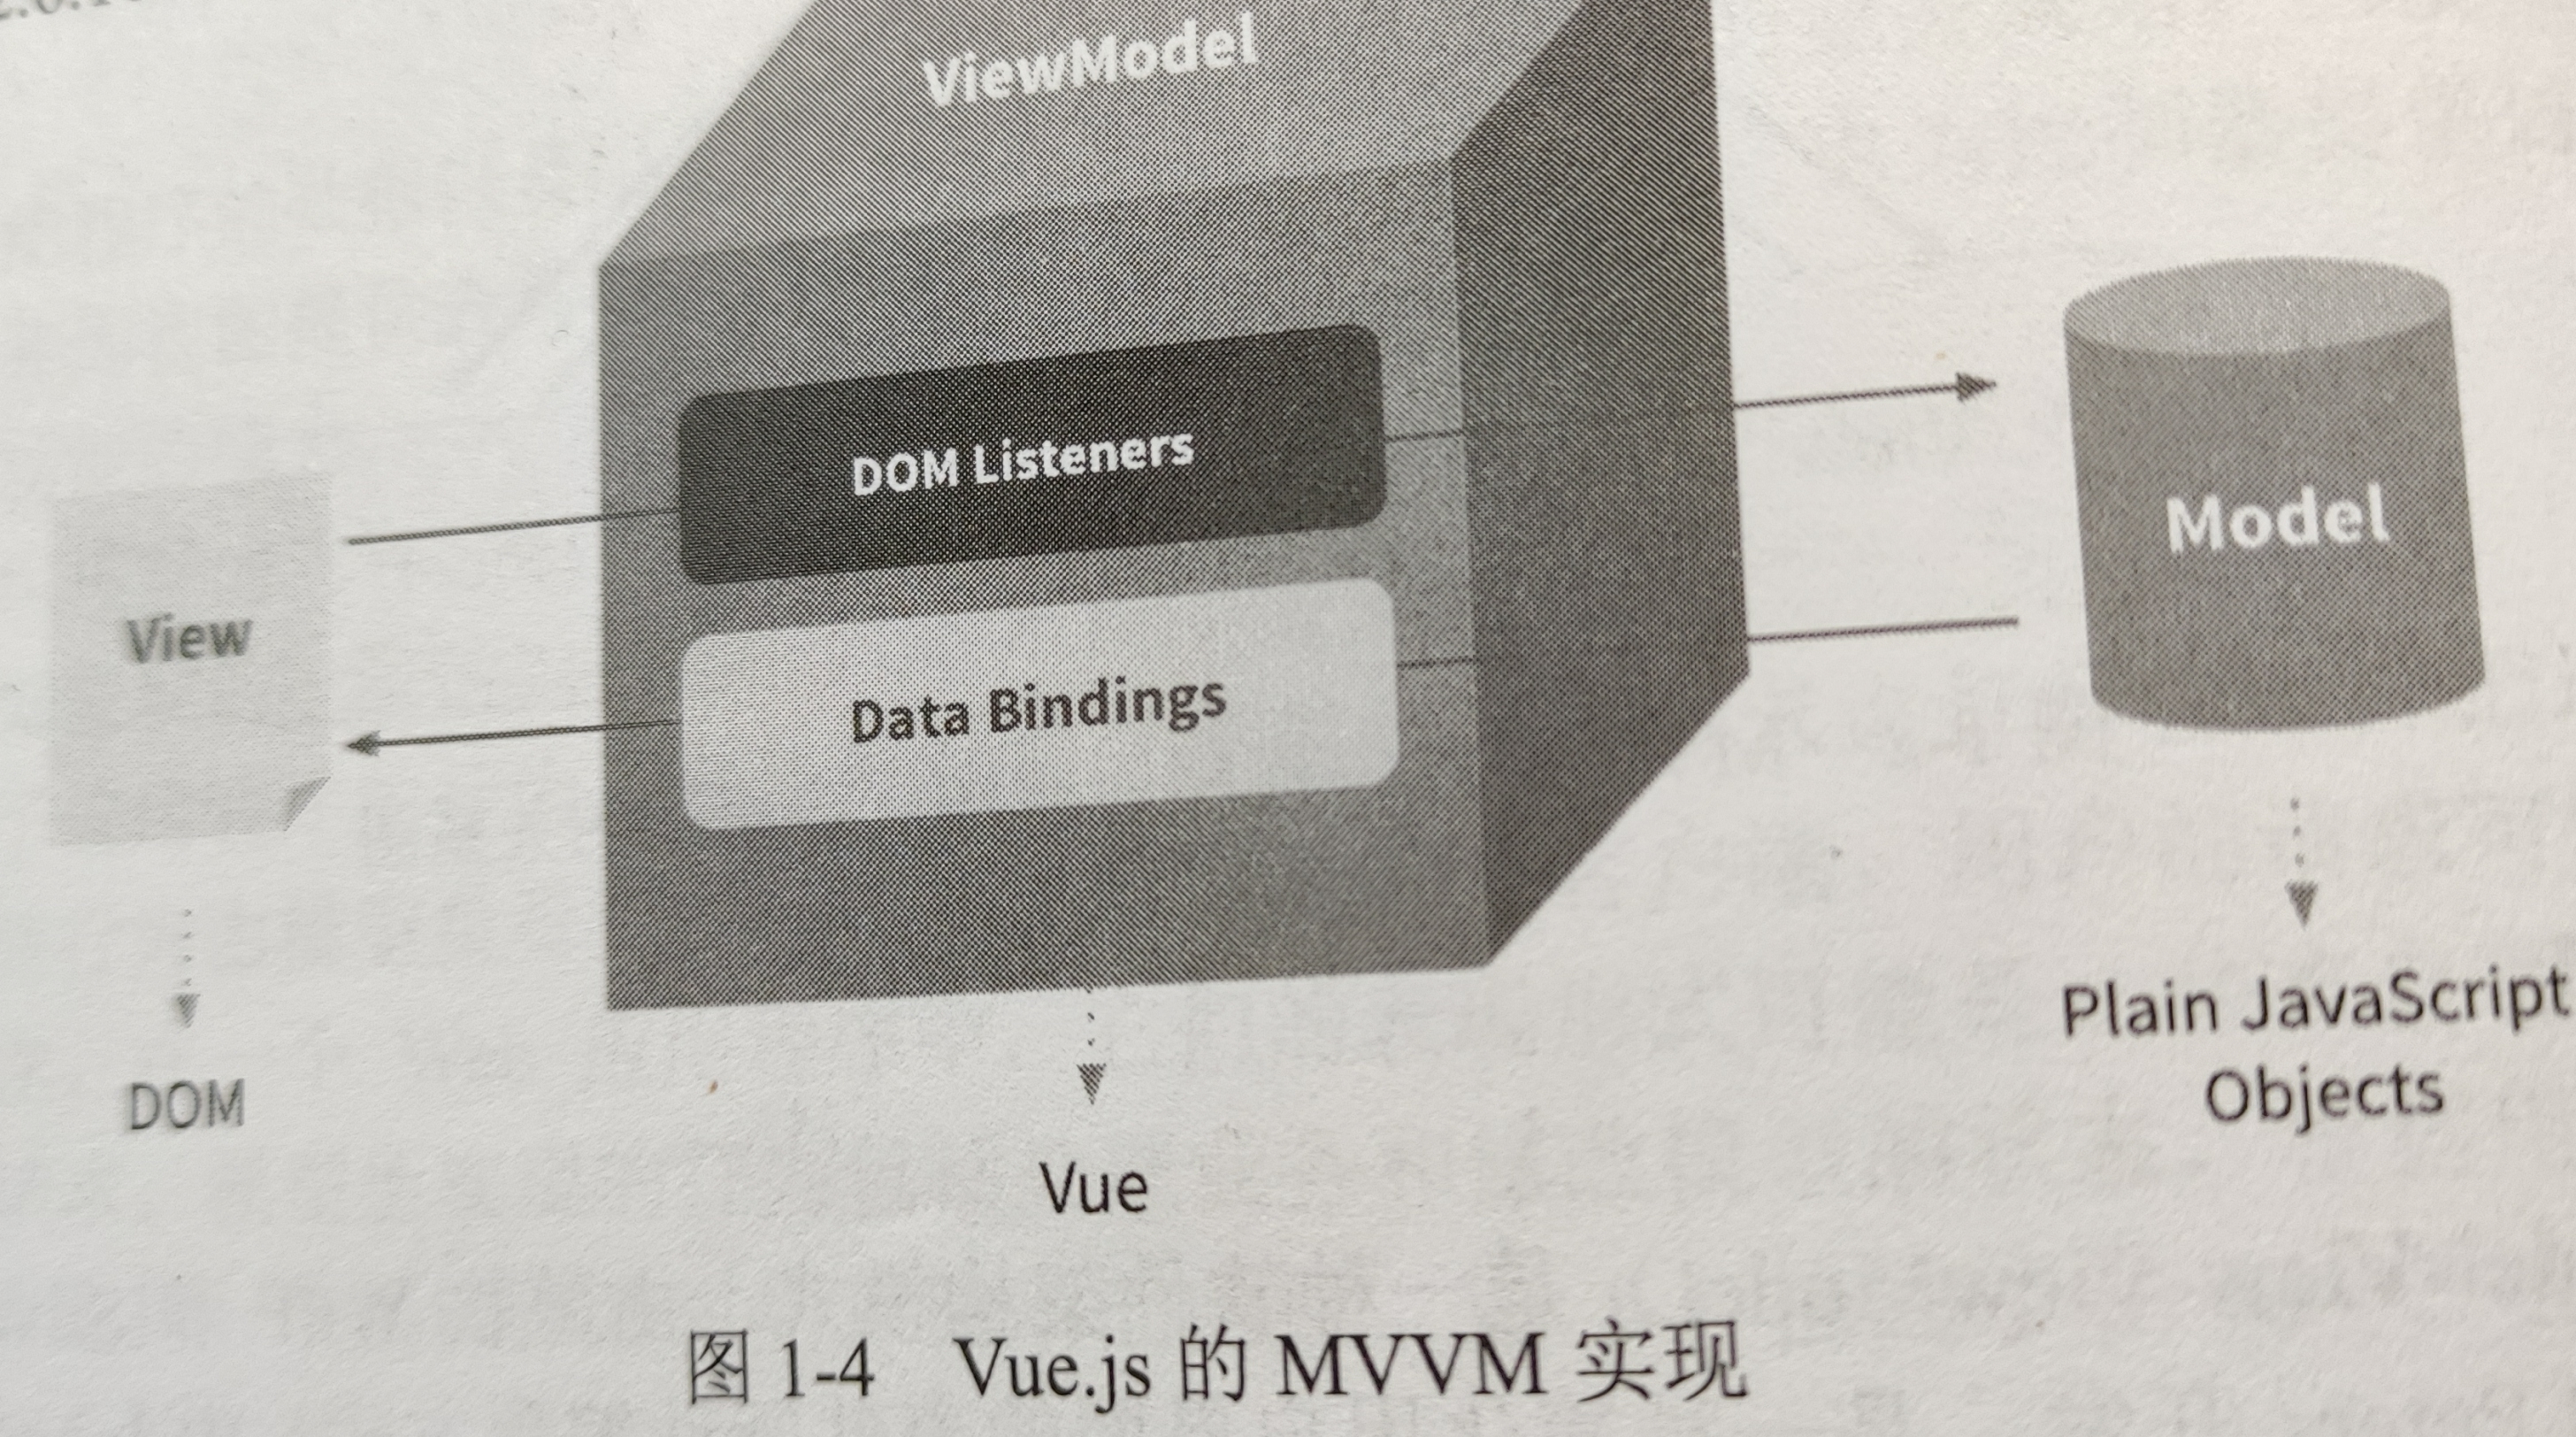 ViewModel
DOM Listeners
View
Data Bindings
Model
DOM
Vue
Plain JavaScript
Objects
图 1-4 Vue.js 的 MVVM 实现